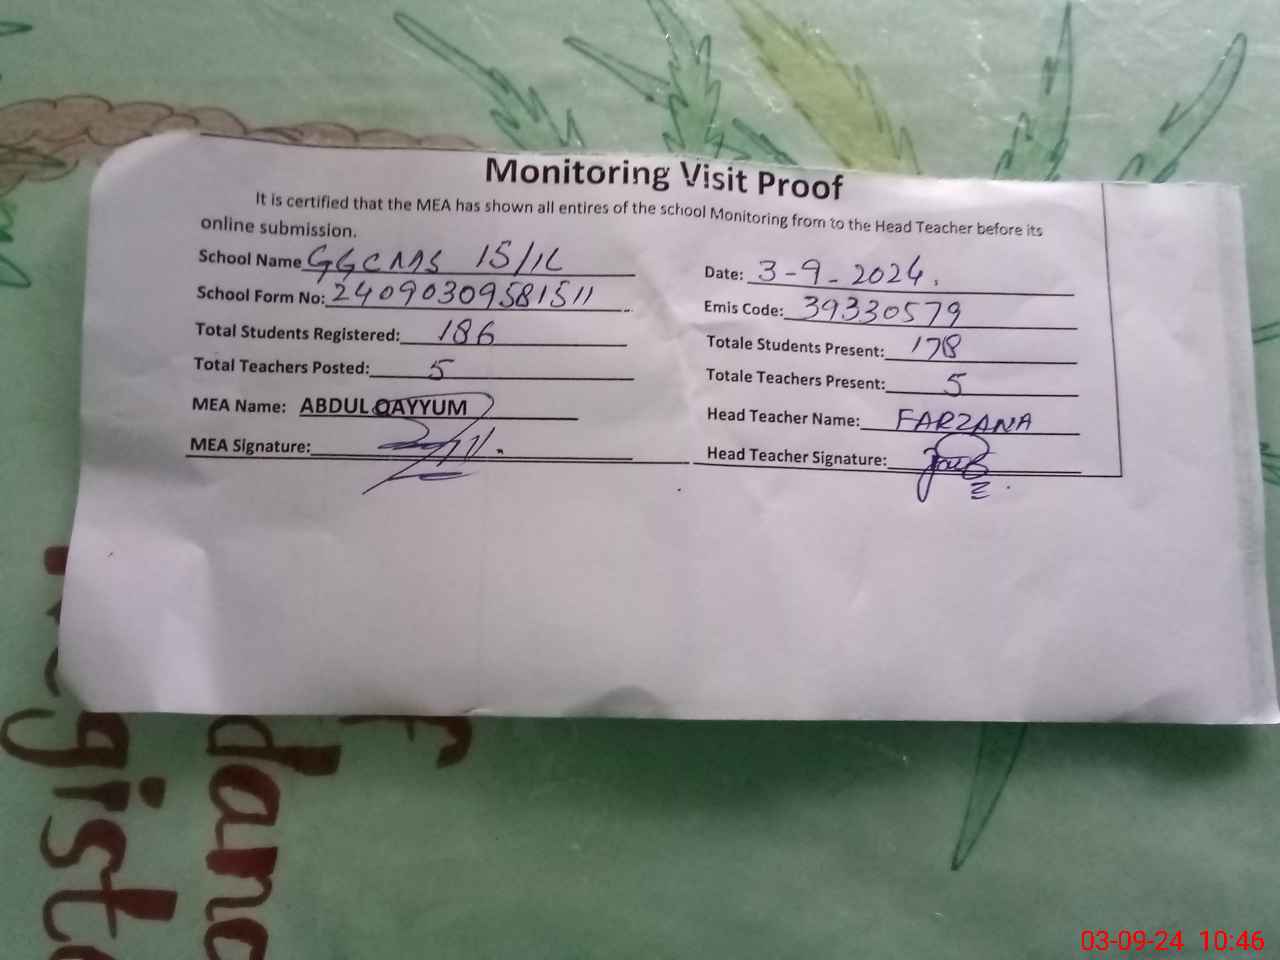 Monitoring Visit Proof
It is certified that the MEA has shown all entires of the school Monitoring from to the Head Teacher before its
online submission.
School Name GGCMS 15/1L
Date: 3-9-2024.
School Form No: 24090309581511
Emis Code: 39330579
Total Students Registered: 186
Totale Students Present: 178
Total Teachers Posted: 5
Totale Teachers Present: 5
MEA Name: ABDUL QAYYUM
Head Teacher Name: FARZANA
MEA Signature:
Head Teacher Signature:
03-09-24 10:46